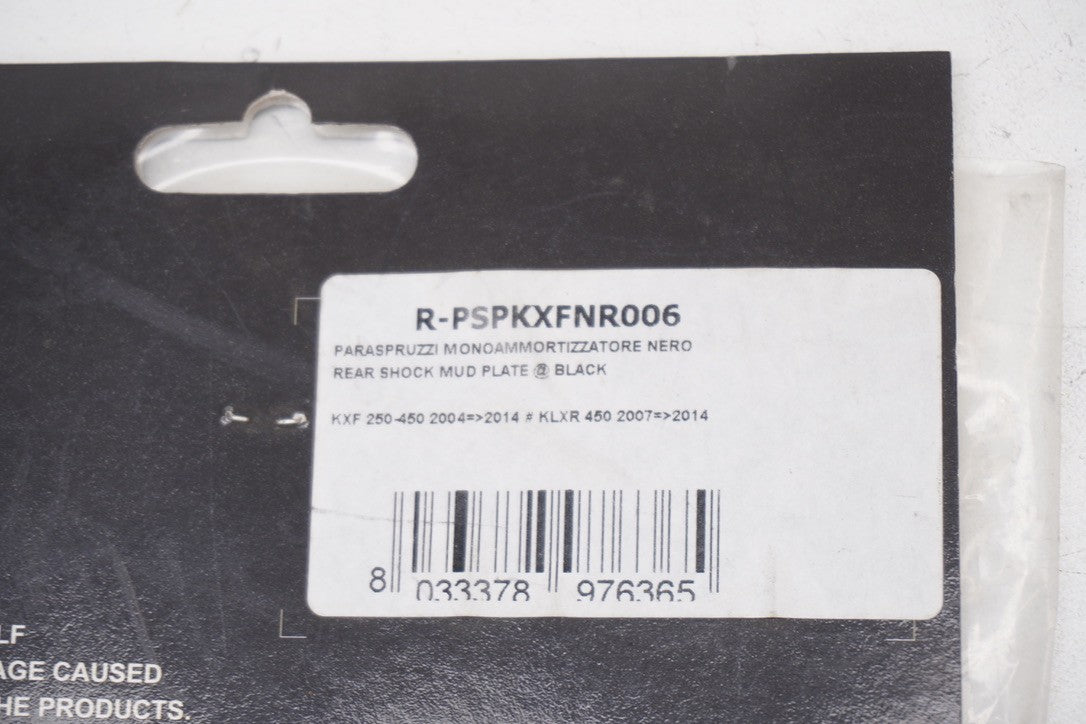 R-PSPKXFNR006
PARASPRUZZI MONOAMMORTIZZATORE NERO
REAR SHOCK MUD PLATE @ BLACK
KXF 250-450 2004=>2014 # KLXR 450 2007=>2014
8 033378 976365
LF
AGE CAUSED
HE PRODUCTS.